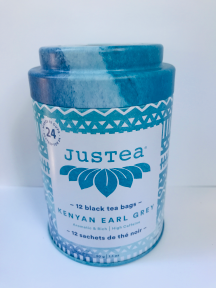 24
JusTea
~ 12 black tea bags ~
KENYAN EARL GREY
~ 12 sachets de thé noir ~